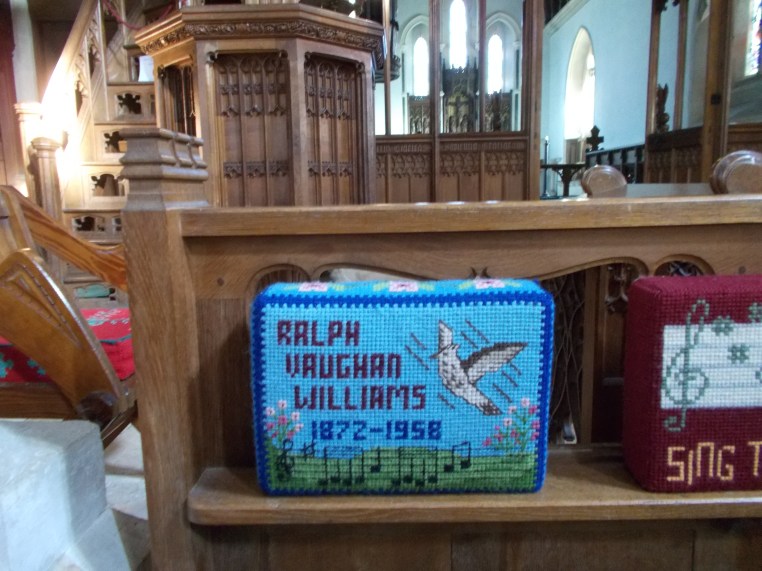 RALPH
VAUGHAN
WILLIAMS
1872-1958
SING